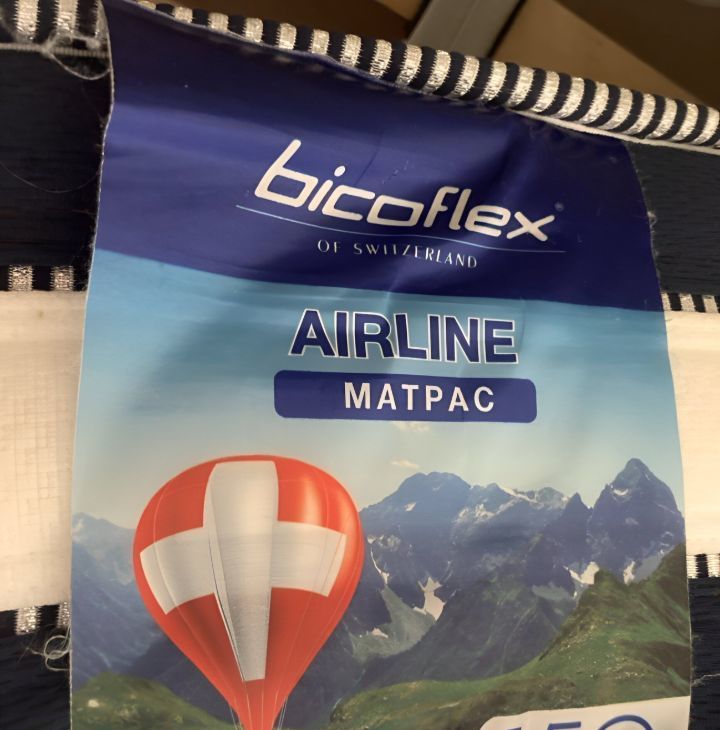 bicoflex®
OF SWITZERLAND
AIRLINE
МАТРАС